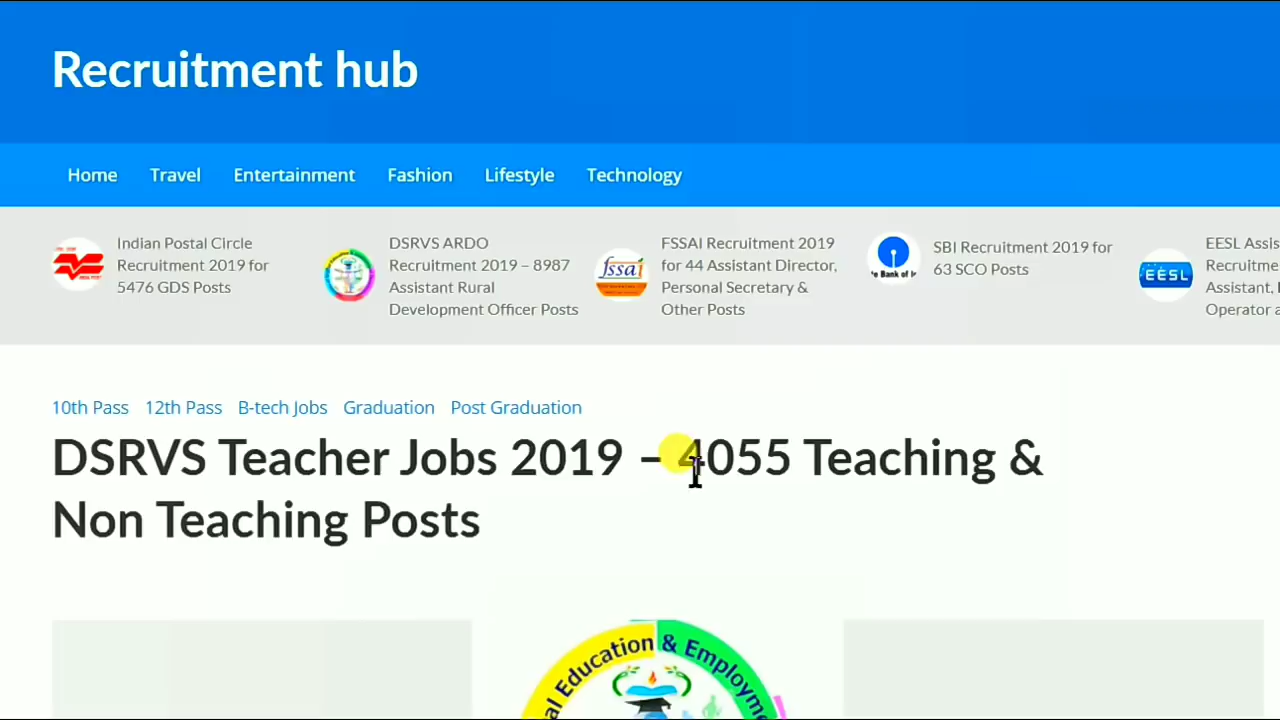 Recruitment hub
Home Travel Entertainment Fashion Lifestyle Technology
Indian Postal Circle
Recruitment 2019 for
5476 GDS Posts
DSRVS ARDO
Recruitment 2019 – 8987
Assistant Rural
Development Officer Posts
fssai
FSSAI Recruitment 2019
for 44 Assistant Director,
Personal Secretary &
Other Posts
e Bank of I
SBI Recruitment 2019 for
63 SCO Posts
EESL
EESL Assis
Recruitme
Assistant,
Operator a
10th Pass 12th Pass B-tech Jobs Graduation Post Graduation
DSRVS Teacher Jobs 2019 – 4055 Teaching &
Non Teaching Posts
al Education & Employme